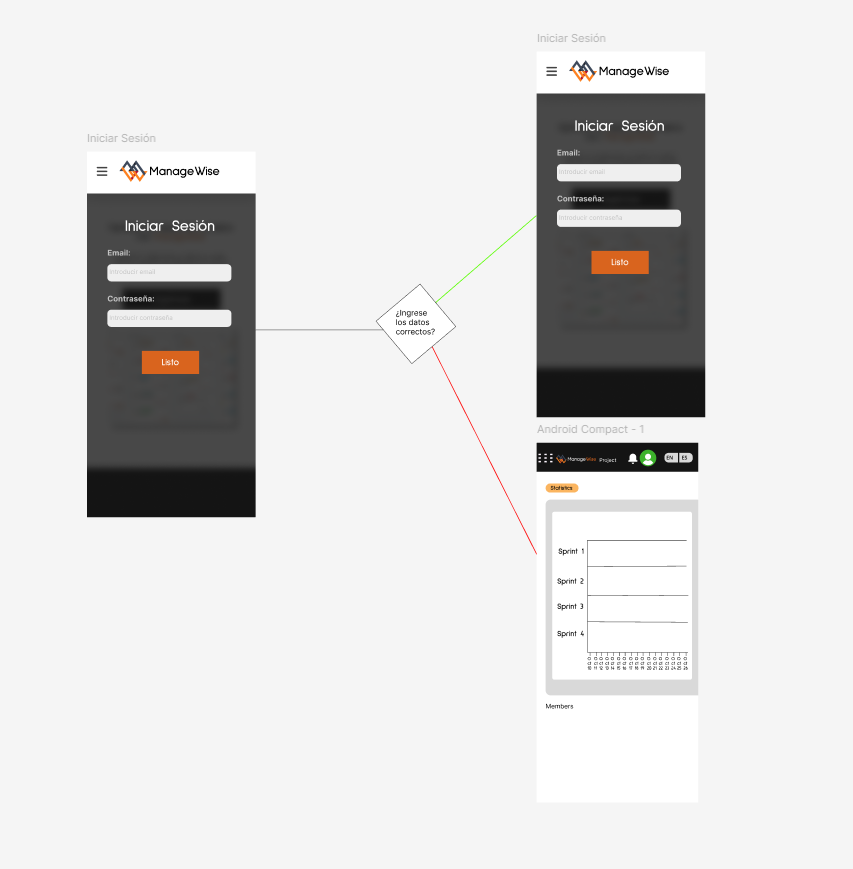 Iniciar Sesión
ManageWise
Iniciar Sesión
Email:
Introducir email
Contraseña:
Introducir contraseña
Listo
¿Ingrese
los datos
correctos?
Iniciar Sesión
ManageWise
Iniciar Sesión
Email:
Introducir email
Contraseña:
Introducir contraseña
Listo
Android Compact - 1
ManageWise Project
EN ES
Statistics
Sprint 1
Sprint 2
Sprint 3
Sprint 4
Members